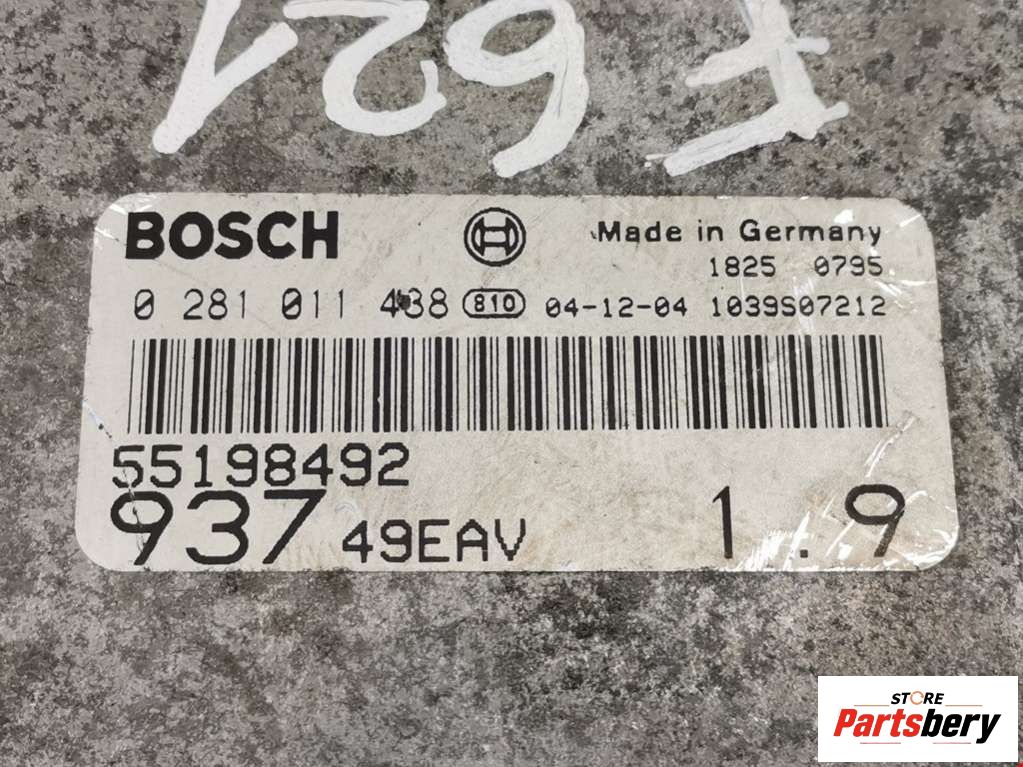 F 621
BOSCH
Made in Germany
1825 0795
0 281 011 438 810 04-12-04 1039S07212
55198492
937 49EAV 1.9
STORE
Partsbery